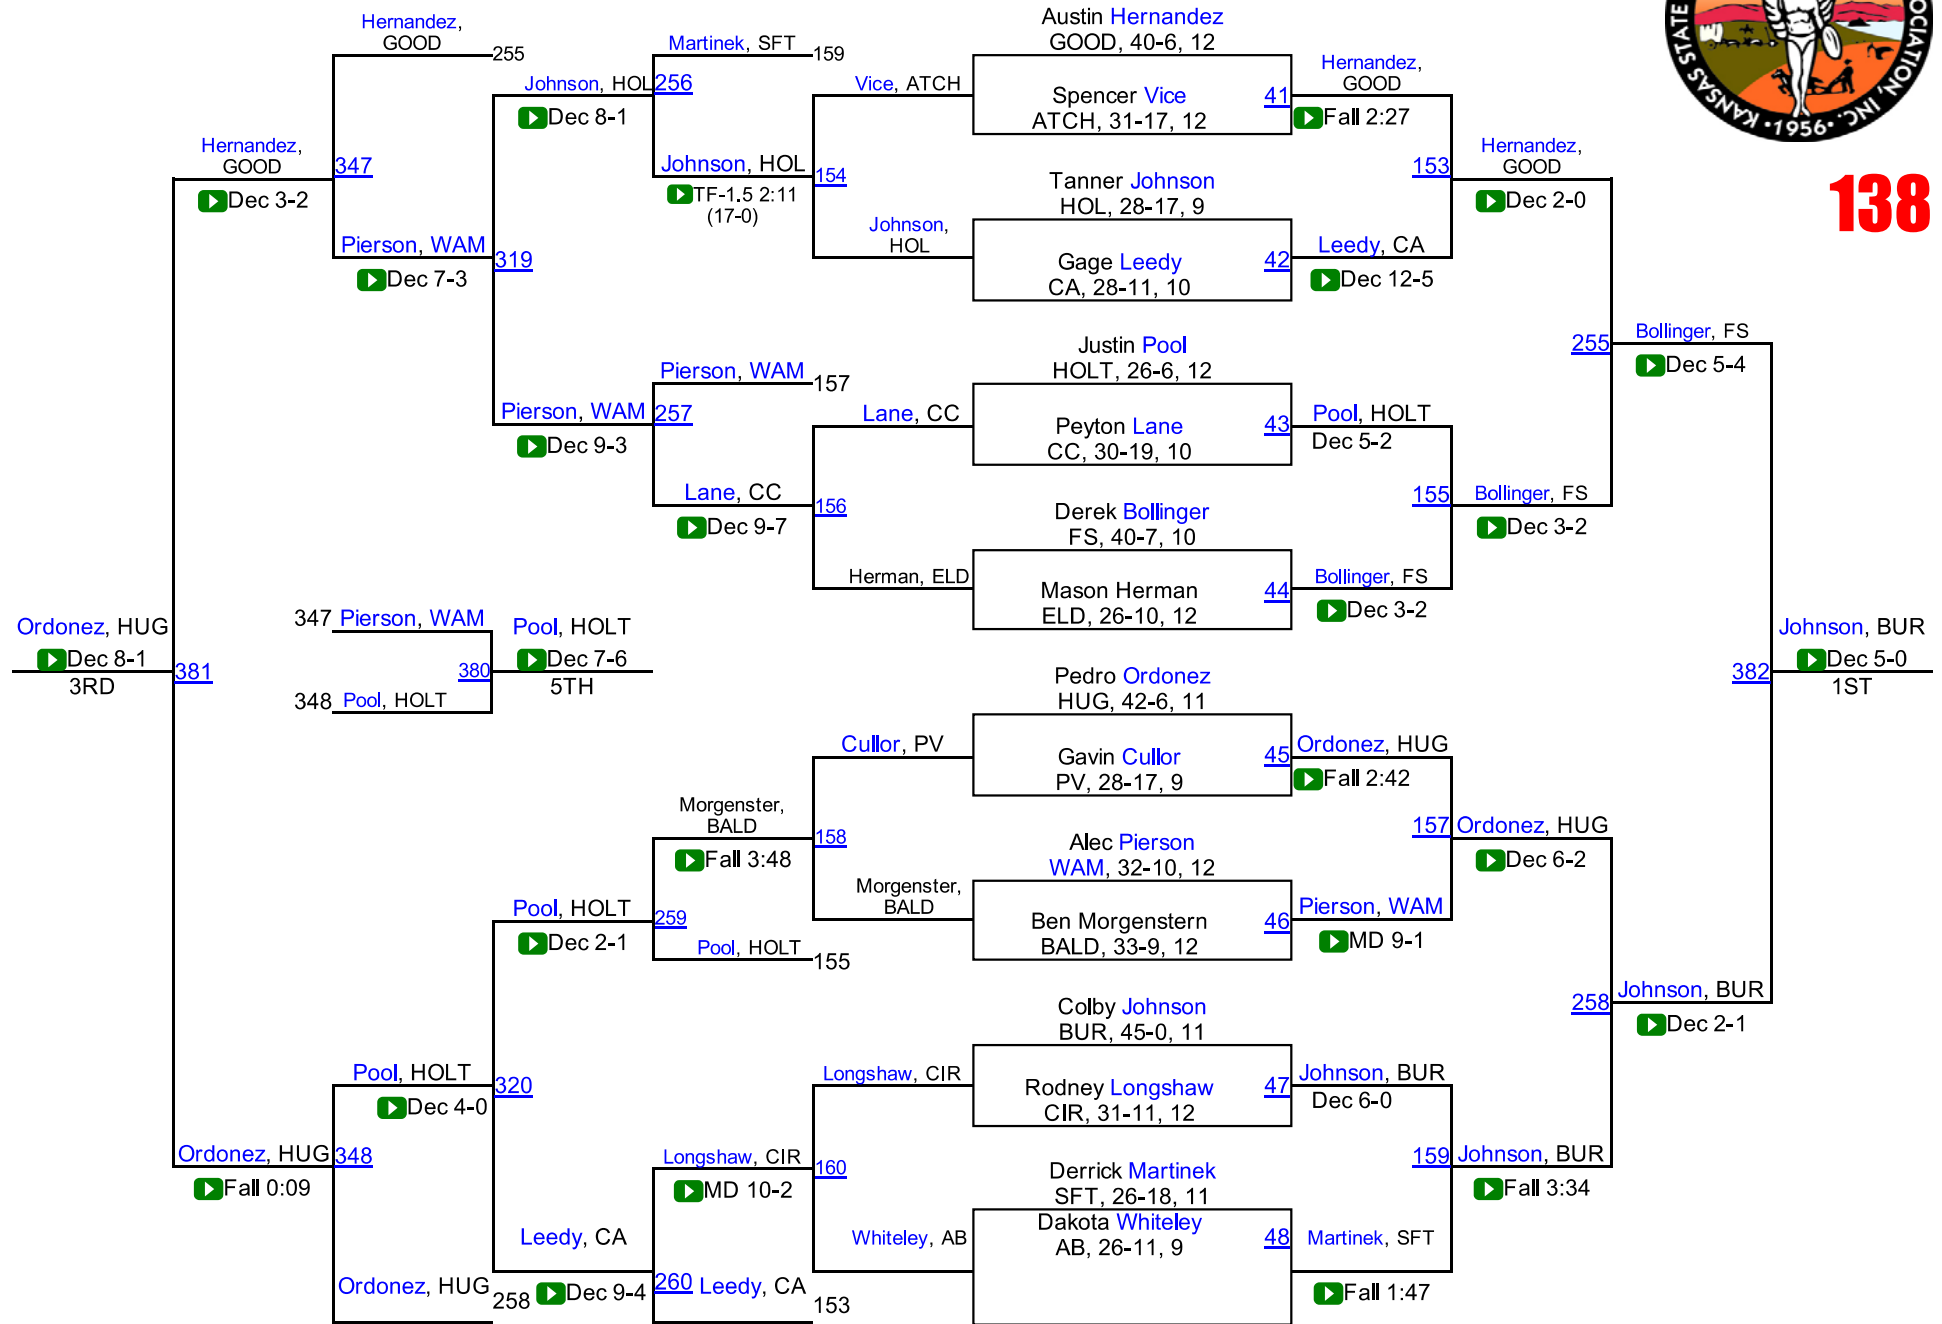 Hernandez,
GOOD
255
Martinek, SFT
159
Johnson, HOL
256
Dec 8-1
Vice, ATCH
Hernandez,
GOOD
347
Dec 3-2
Johnson, HOL
154
TF-1.5 2:11
(17-0)
Johnson,
HOL
Pierson, WAM
319
Dec 7-3
Pierson, WAM
157
Pierson, WAM
257
Dec 9-3
Lane, CC
Lane, CC
156
Dec 9-7
Herman, ELD
Ordonez, HUG
Dec 8-1
3RD
381
347 Pierson, WAM
348 Pool, HOLT
380
Pool, HOLT
Dec 7-6
5TH
Cullor, PV
Morgenster,
BALD
158
Fall 3:48
Morgenster,
BALD
Pool, HOLT
259
Dec 2-1
Pool, HOLT
155
Pool, HOLT
320
Dec 4-0
Longshaw, CIR
Ordonez, HUG
348
Fall 0:09
Longshaw, CIR
160
MD 10-2
Whiteley, AB
Leedy, CA
260
Dec 9-4
Leedy, CA
153
Ordonez, HUG
258
Austin Hernandez
GOOD, 40-6, 12
Spencer Vice
ATCH, 31-17, 12
41
Tanner Johnson
HOL, 28-17, 9
Gage Leedy
CA, 28-11, 10
42
Justin Pool
HOLT, 26-6, 12
Peyton Lane
CC, 30-19, 10
43
Derek Bollinger
FS, 40-7, 10
Mason Herman
ELD, 26-10, 12
44
Pedro Ordonez
HUG, 42-6, 11
Gavin Cullor
PV, 28-17, 9
45
Alec Pierson
WAM, 32-10, 12
Ben Morgenstern
BALD, 33-9, 12
46
Colby Johnson
BUR, 45-0, 11
Rodney Longshaw
CIR, 31-11, 12
47
Derrick Martinek
SFT, 26-18, 11
Dakota Whiteley
AB, 26-11, 9
48
Hernandez,
GOOD
Fall 2:27
153
Hernandez,
GOOD
Dec 2-0
Leedy, CA
Dec 12-5
255
Bollinger, FS
Dec 5-4
Pool, HOLT
Dec 5-2
155
Bollinger, FS
Dec 3-2
Bollinger, FS
Dec 3-2
382
Johnson, BUR
Dec 5-0
1ST
Ordonez, HUG
Fall 2:42
157
Ordonez, HUG
Dec 6-2
Pierson, WAM
MD 9-1
258
Johnson, BUR
Dec 2-1
Johnson, BUR
Dec 6-0
159
Johnson, BUR
Fall 3:34
Martinek, SFT
Fall 1:47
KANSAS STATE
OCIATION, INC.
•1956•
138